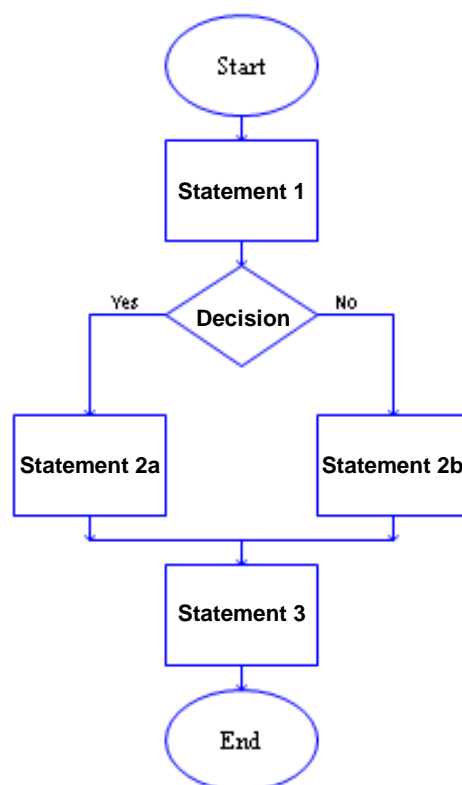 Start
Statement 1
Yes
Decision
No
Statement 2a
Statement 2b
Statement 3
End